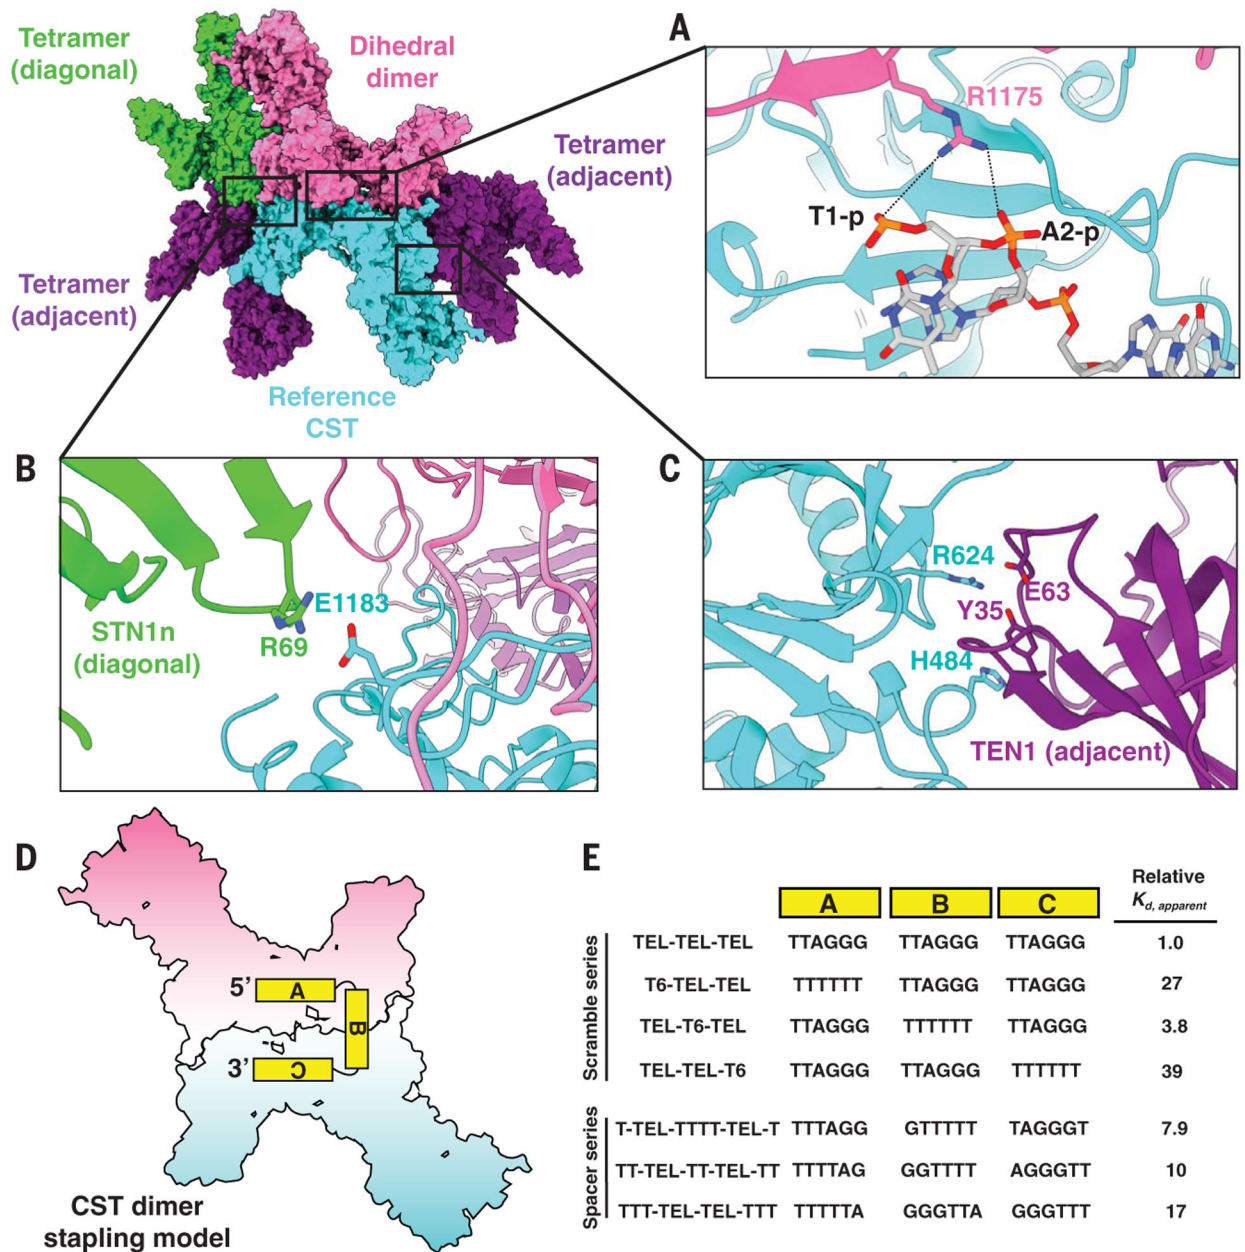 Tetramer
(diagonal)
Dihedral
dimer
Tetramer
(adjacent)
Tetramer
(adjacent)
Reference
CST
A
R1175
T1-p
A2-p
B
STN1n
(diagonal)
R69
E1183
C
R624
E63
Y35
H484
TEN1 (adjacent)
D
5’
A
B
3’
C
CST dimer
stapling model
E
Relative
A B C Kd, apparent
Scramble series
TEL-TEL-TEL TTAGGG TTAGGG TTAGGG 1.0
T6-TEL-TEL TTTTTT TTAGGG TTAGGG 27
TEL-T6-TEL TTAGGG TTTTTT TTAGGG 3.8
TEL-TEL-T6 TTAGGG TTAGGG TTTTTT 39
Spacer series
T-TEL-TTTT-TEL-T TTTAGG GTTTTT TAGGGT 7.9
TT-TEL-TT-TEL-TT TTTTAG GGTTTT AGGGTT 10
TTT-TEL-TEL-TTT TTTTTA GGGTTA GGGTTT 17